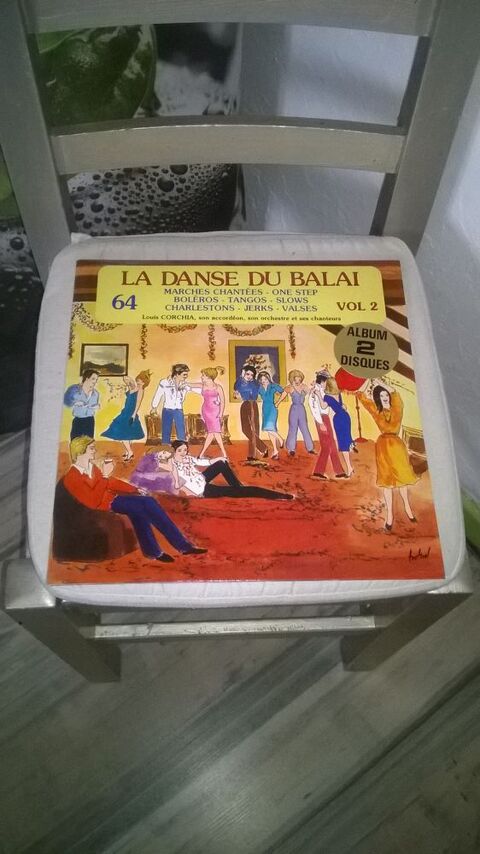 LA DANSE DU BALAI
64
MARCHES CHANTÉES - ONE STEP
BOLÉROS - TANGOS - SLOWS
CHARLESTONS - JERKS - VALSES
VOL 2
Louis CORCHIA, son accordéon, son orchestre et ses chanteurs
ALBUM
2
DISQUES